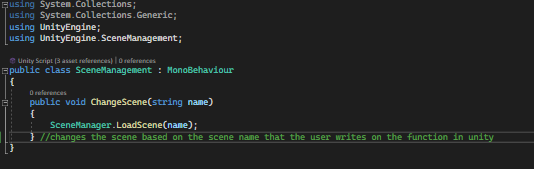 using System.Collections;
using System.Collections.Generic;
using UnityEngine;
using UnityEngine.SceneManagement;
Unity Script (3 asset references) | 0 references
public class SceneManagement : MonoBehaviour
{
0 references
public void ChangeScene(string name)
{
SceneManager.LoadScene(name);
} //changes the scene based on the scene name that the user writes on the function in unity
}